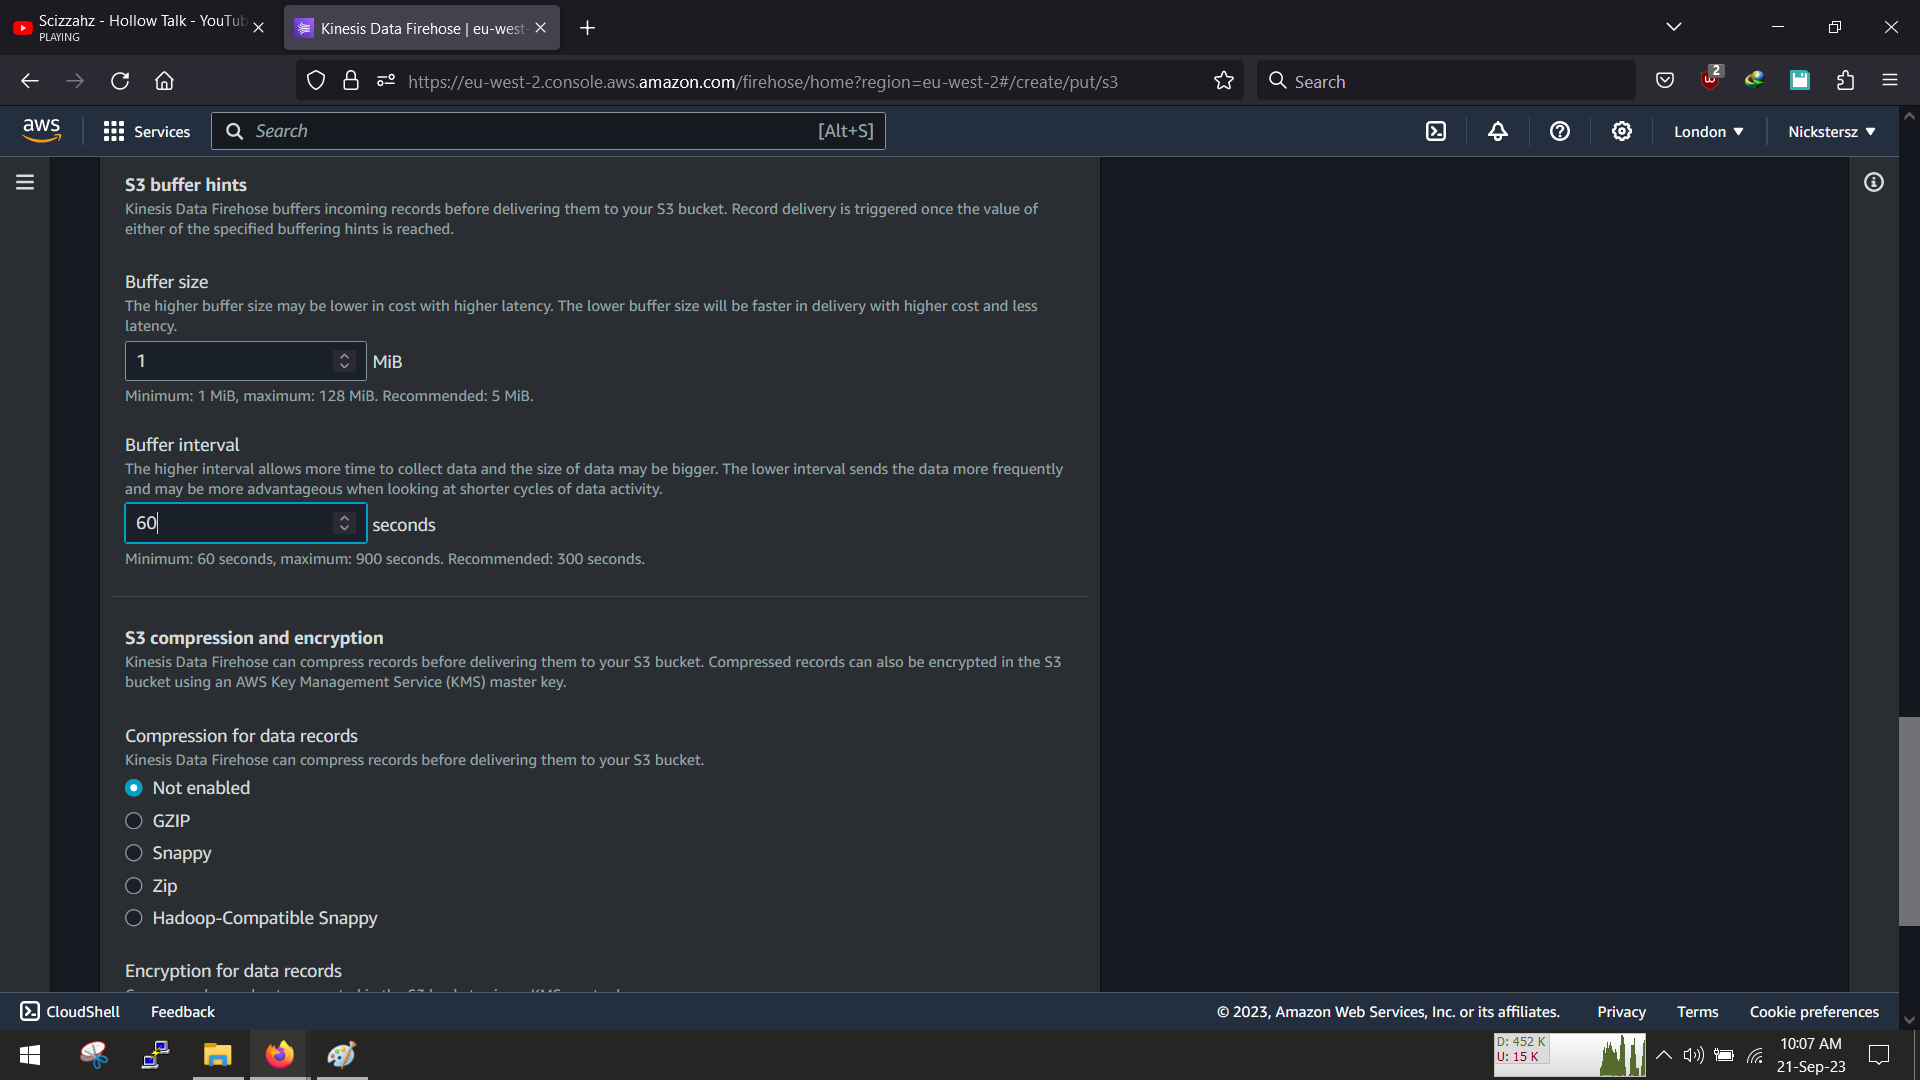 Scizzahz - Hollow Talk - YouTub
PLAYING
Kinesis Data Firehose | eu-west-
https://eu-west-2.console.aws.amazon.com/firehose/home?region=eu-west-2#/create/put/s3
Search
2
aws
Services
Search
[Alt+S]
London
Nickstersz
S3 buffer hints
Kinesis Data Firehose buffers incoming records before delivering them to your S3 bucket. Record delivery is triggered once the value of
either of the specified buffering hints is reached.
Buffer size
The higher buffer size may be lower in cost with higher latency. The lower buffer size will be faster in delivery with higher cost and less
latency.
1
MiB
Minimum: 1 MiB, maximum: 128 MiB. Recommended: 5 MiB.
Buffer interval
The higher interval allows more time to collect data and the size of data may be bigger. The lower interval sends the data more frequently
and may be more advantageous when looking at shorter cycles of data activity.
60
seconds
Minimum: 60 seconds, maximum: 900 seconds. Recommended: 300 seconds.
S3 compression and encryption
Kinesis Data Firehose can compress records before delivering them to your S3 bucket. Compressed records can also be encrypted in the S3
bucket using an AWS Key Management Service (KMS) master key.
Compression for data records
Kinesis Data Firehose can compress records before delivering them to your S3 bucket.
Not enabled
GZIP
Snappy
Zip
Hadoop-Compatible Snappy
Encryption for data records
CloudShell
Feedback
© 2023, Amazon Web Services, Inc. or its affiliates.
Privacy
Terms
Cookie preferences
D: 452 K
U: 15 K
10:07 AM
21-Sep-23